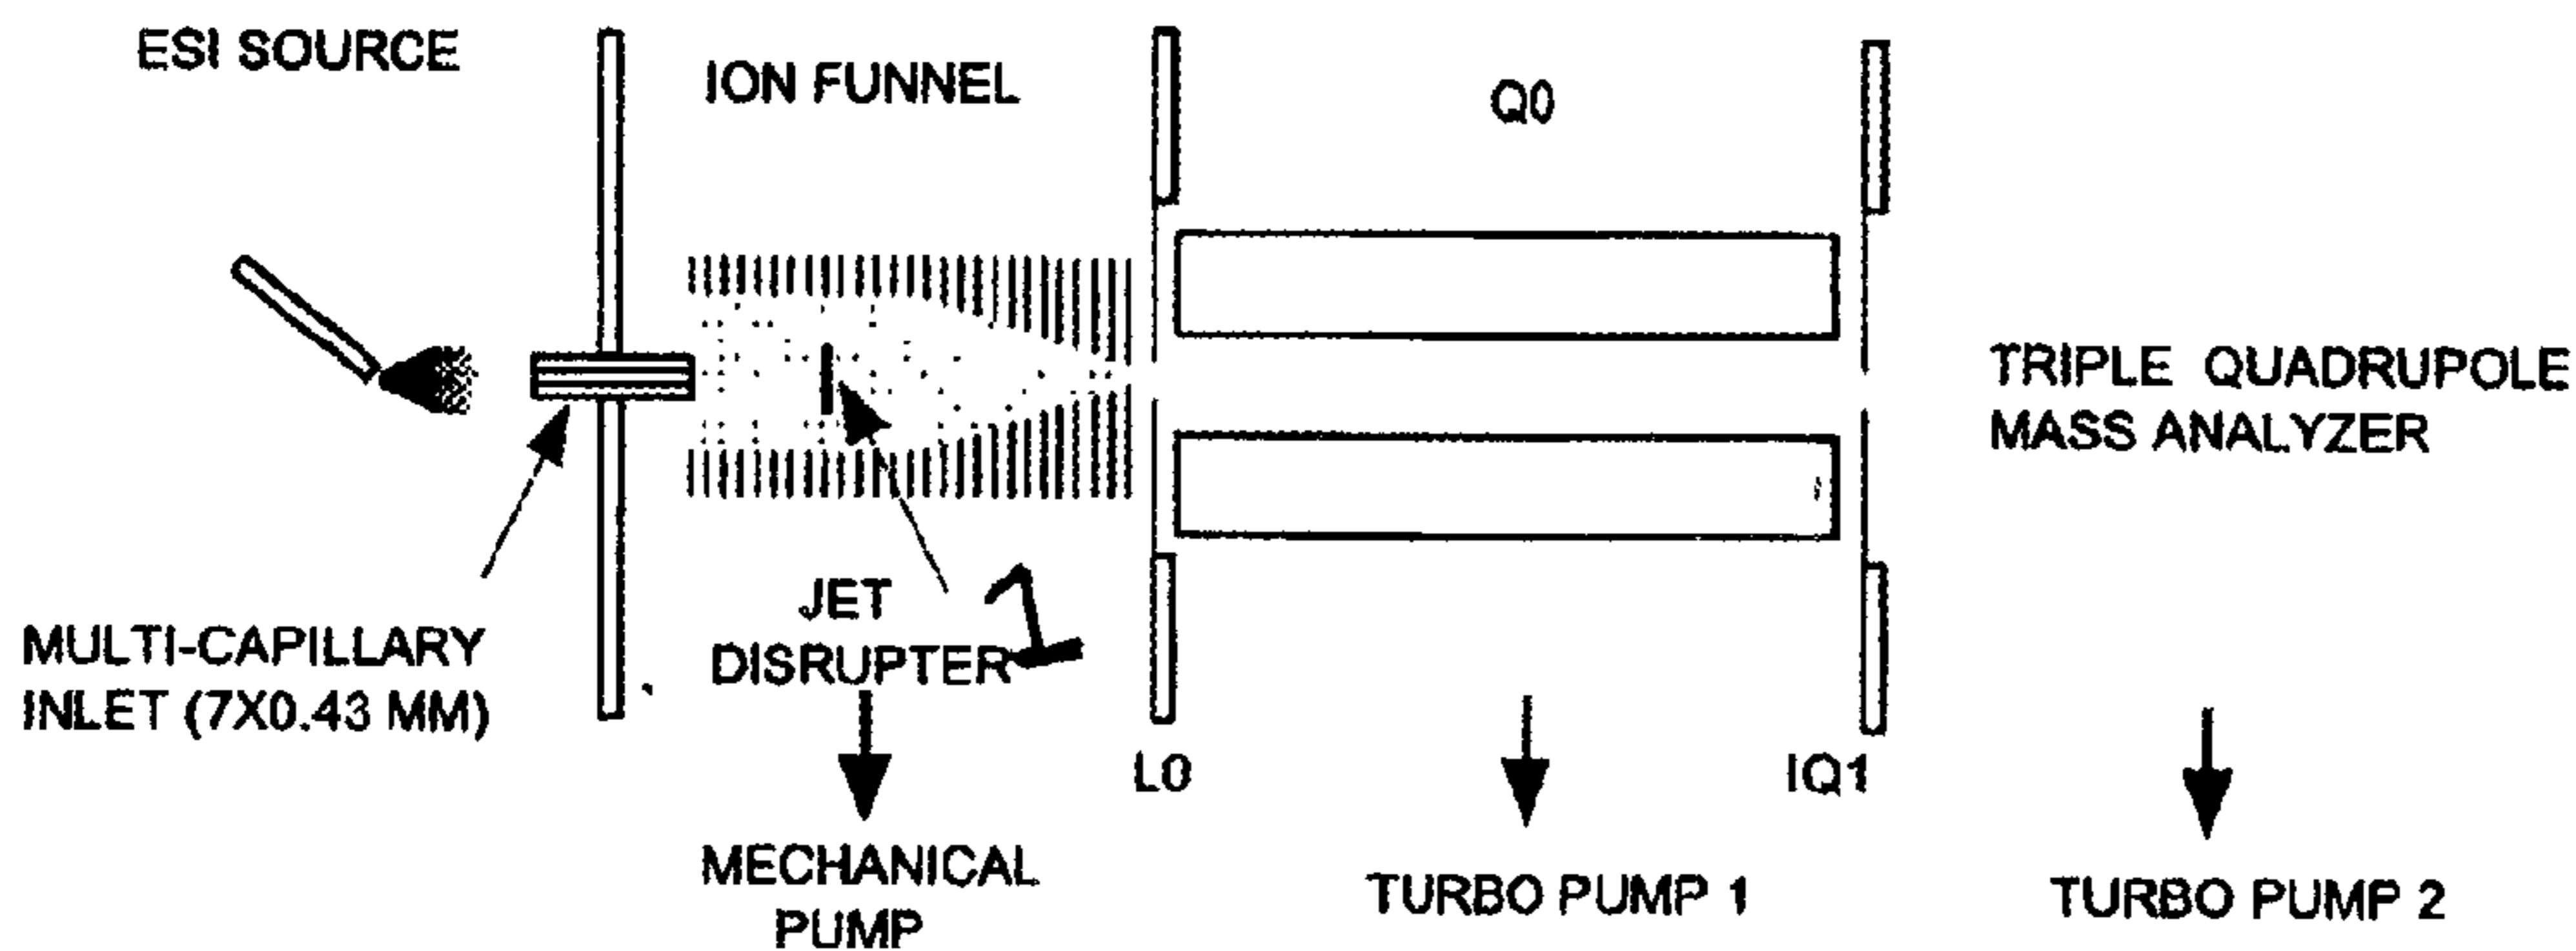 ESI SOURCE
ION FUNNEL
Q0
TRIPLE QUADRUPOLE
MASS ANALYZER
MULTI-CAPILLARY
INLET (7X0.43 MM)
JET
DISRUPTER
1
L0
IQ1
MECHANICAL
PUMP
TURBO PUMP 1
TURBO PUMP 2